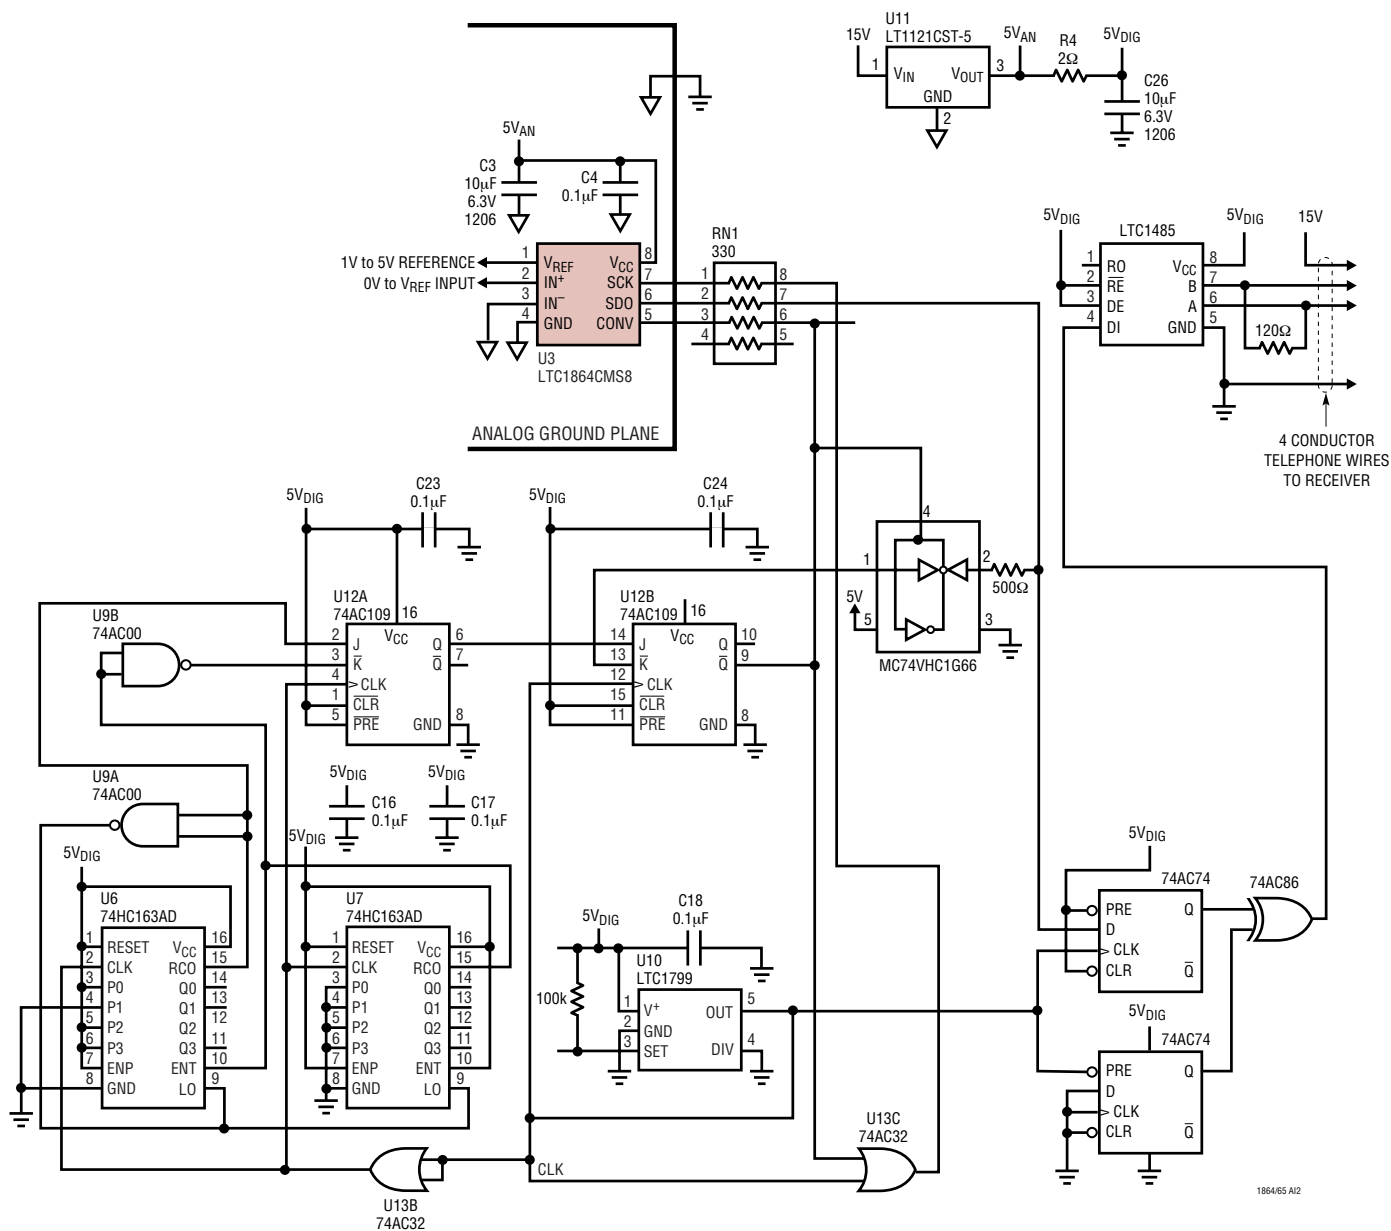 U11
LT1121CST-5
15V
1
VIN
VOUT
3
GND
2
5VAN
R4
2Ω
5VDIG
C26
10µF
6.3V
1206
5VAN
C3
10µF
6.3V
1206
C4
0.1µF
1V to 5V REFERENCE
0V to VREF INPUT
1
2
3
4
VREF
IN+
IN–
GND
VCC
SCK
SDO
CONV
8
7
6
5
U3
LTC1864CMS8
ANALOG GROUND PLANE
RN1
330
1
2
3
4
8
7
6
5
5VDIG
LTC1485
5VDIG
15V
1
2
3
4
RO
R̅E̅
DE
DI
VCC
B
A
GND
8
7
6
5
120Ω
4 CONDUCTOR
TELEPHONE WIRES
TO RECEIVER
5VDIG
C23
0.1µF
5VDIG
C24
0.1µF
4
1
2
500Ω
5V
5
3
MC74VHC1G66
U9B
74AC00
U12A
74AC109
16
VCC
2
3
4
1
5
J
K̅
CLK
C̅L̅R̅
P̅R̅E̅
Q
Q̅
GND
6
7
8
U12B
74AC109
16
VCC
14
13
12
15
11
J
K̅
CLK
C̅L̅R̅
P̅R̅E̅
Q
Q̅
GND
10
9
8
U9A
74AC00
5VDIG
C16
0.1µF
5VDIG
C17
0.1µF
5VDIG
5VDIG
U6
74HC163AD
1
2
3
4
5
6
7
8
RESET
CLK
P0
P1
P2
P3
ENP
GND
VCC
RCO
Q0
Q1
Q2
Q3
ENT
LO
16
15
14
13
12
11
10
9
U7
74HC163AD
1
2
3
4
5
6
7
8
RESET
CLK
P0
P1
P2
P3
ENP
GND
VCC
RCO
Q0
Q1
Q2
Q3
ENT
LO
16
15
14
13
12
11
10
9
5VDIG
C18
0.1µF
100k
U10
LTC1799
1
2
3
V+
GND
SET
OUT
DIV
5
4
5VDIG
74AC74
PRE
D
CLK
CLR
Q
Q̅
74AC86
5VDIG
74AC74
PRE
D
CLK
CLR
Q
Q̅
U13B
74AC32
CLK
U13C
74AC32
1864/65 AI2